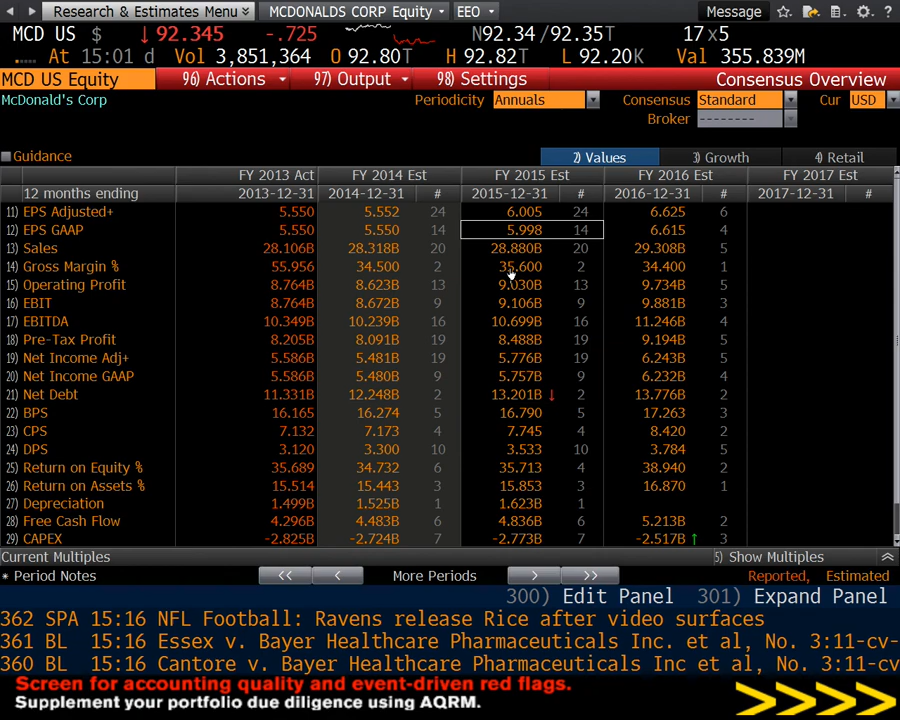 Research & Estimates Menu MCDONALDS CORP Equity EEO Message
MCD US $ ↓ 92.345 -.725 N92.34 / 92.35T 17 x 5
At 15:01 d Vol 3,851,364 O 92.80T H 92.82T L 92.20K Val 355.839M
MCD US Equity 96) Actions 97) Output 98) Settings Consensus Overview
McDonald's Corp Periodicity Annuals Consensus Standard Cur USD
Broker --------
Guidance 2) Values 3) Growth 4) Retail
FY 2013 Act FY 2014 Est FY 2015 Est FY 2016 Est FY 2017 Est
12 months ending 2013-12-31 2014-12-31 # 2015-12-31 # 2016-12-31 # 2017-12-31 #
11) EPS Adjusted+ 5.550 5.552 24 6.005 24 6.625 6
12) EPS GAAP 5.550 5.550 14 5.998 14 6.615 4
13) Sales 28.106B 28.318B 20 28.880B 20 29.308B 5
14) Gross Margin % 55.956 34.500 2 35.600 2 34.400 1
15) Operating Profit 8.764B 8.623B 13 9.030B 13 9.734B 5
16) EBIT 8.764B 8.672B 9 9.106B 9 9.881B 3
17) EBITDA 10.349B 10.239B 16 10.699B 16 11.246B 4
18) Pre-Tax Profit 8.205B 8.091B 19 8.488B 19 9.194B 5
19) Net Income Adj+ 5.586B 5.481B 19 5.776B 19 6.243B 5
20) Net Income GAAP 5.586B 5.480B 9 5.757B 9 6.232B 4
21) Net Debt 11.331B 12.248B 2 13.201B ↓ 2 13.776B 2
22) BPS 16.165 16.274 5 16.790 5 17.263 3
23) CPS 7.132 7.173 4 7.745 4 8.420 2
24) DPS 3.120 3.300 10 3.533 10 3.784 5
25) Return on Equity % 35.689 34.732 6 35.713 4 38.940 2
26) Return on Assets % 15.514 15.443 3 15.853 3 16.870 1
27) Depreciation 1.499B 1.525B 1 1.623B 1
28) Free Cash Flow 4.296B 4.483B 6 4.836B 6 5.213B 2
29) CAPEX -2.825B -2.724B 7 -2.773B 7 -2.517B ↑ 3
Current Multiples 5) Show Multiples
* Period Notes << < More Periods > >> Reported, Estimated
300) Edit Panel 301) Expand Panel
362 SPA 15:16 NFL Football: Ravens release Rice after video surfaces
361 BL 15:16 Essex v. Bayer Healthcare Pharmaceuticals Inc. et al, No. 3:11-cv-
360 BL 15:16 Cantore v. Bayer Healthcare Pharmaceuticals Inc et al, No. 3:11-cv
Screen for accounting quality and event-driven red flags.
Supplement your portfolio due diligence using AQRM.